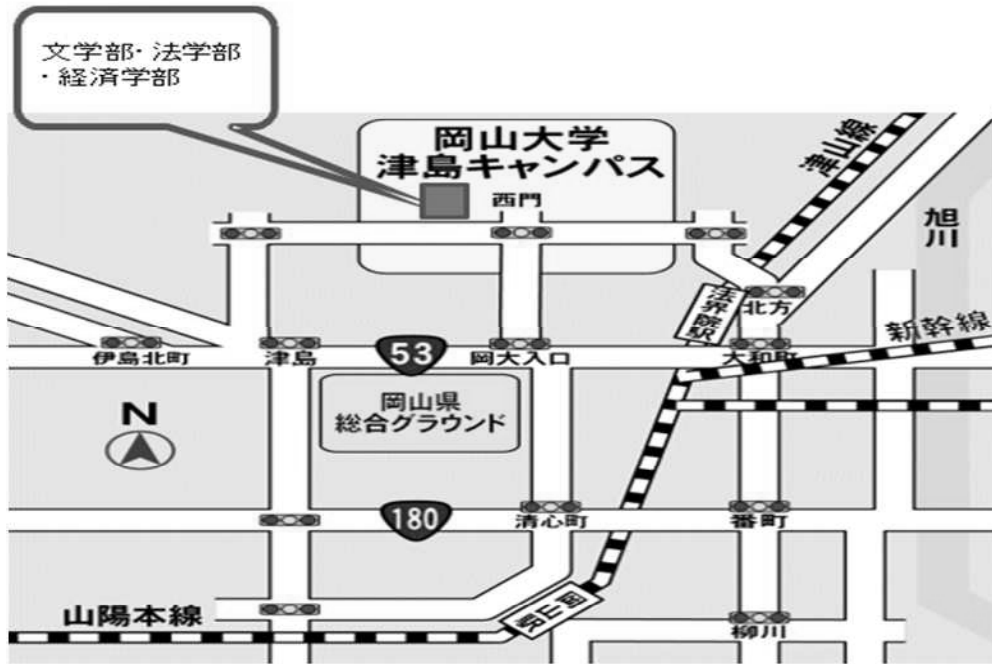 文学部・法学部
・経済学部
岡山大学
津島キャンパス
西門
津山線
旭川
法界院駅
北方
新幹線
伊島北町
津島
53
岡大入口
大和町
N
岡山県
総合グラウンド
180
清心町
番町
山陽本線
岡山駅
柳川